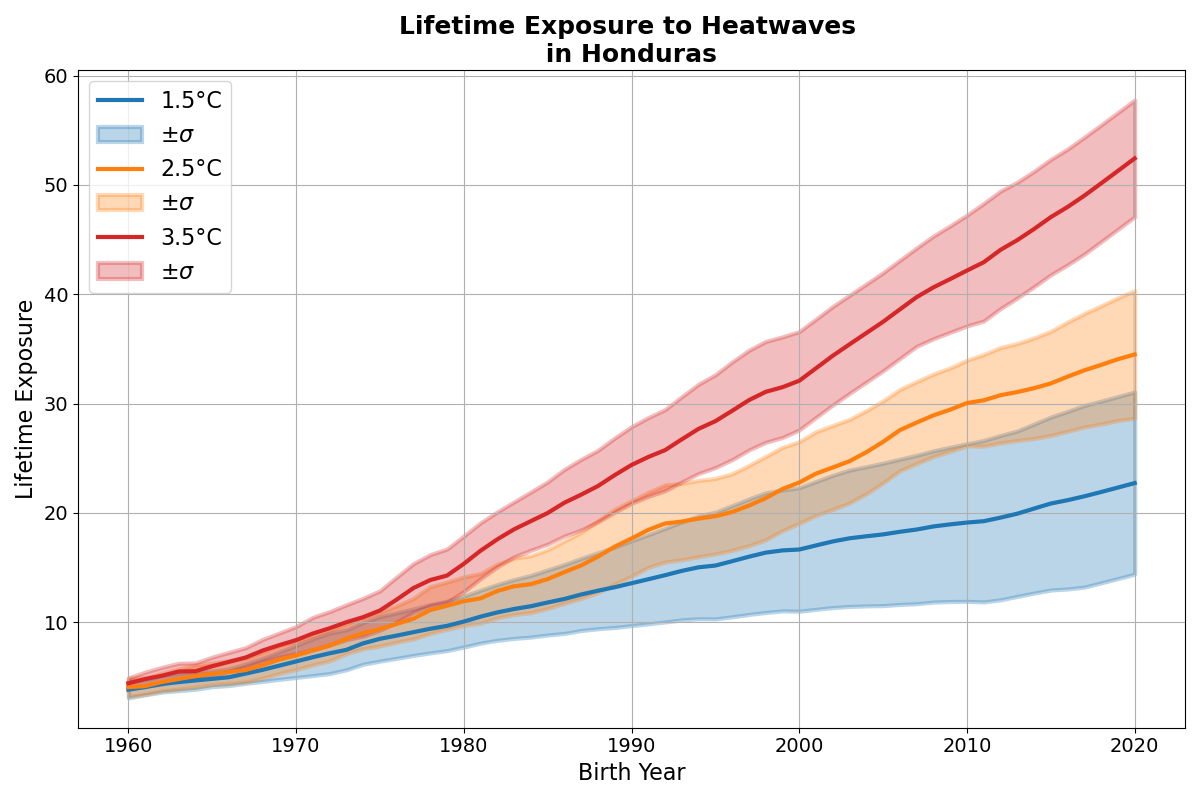 Lifetime Exposure to Heatwaves
in Honduras
1.5°C
±σ
2.5°C
±σ
3.5°C
±σ
Lifetime Exposure
60
50
40
30
20
10
1960
1970
1980
1990
2000
2010
2020
Birth Year